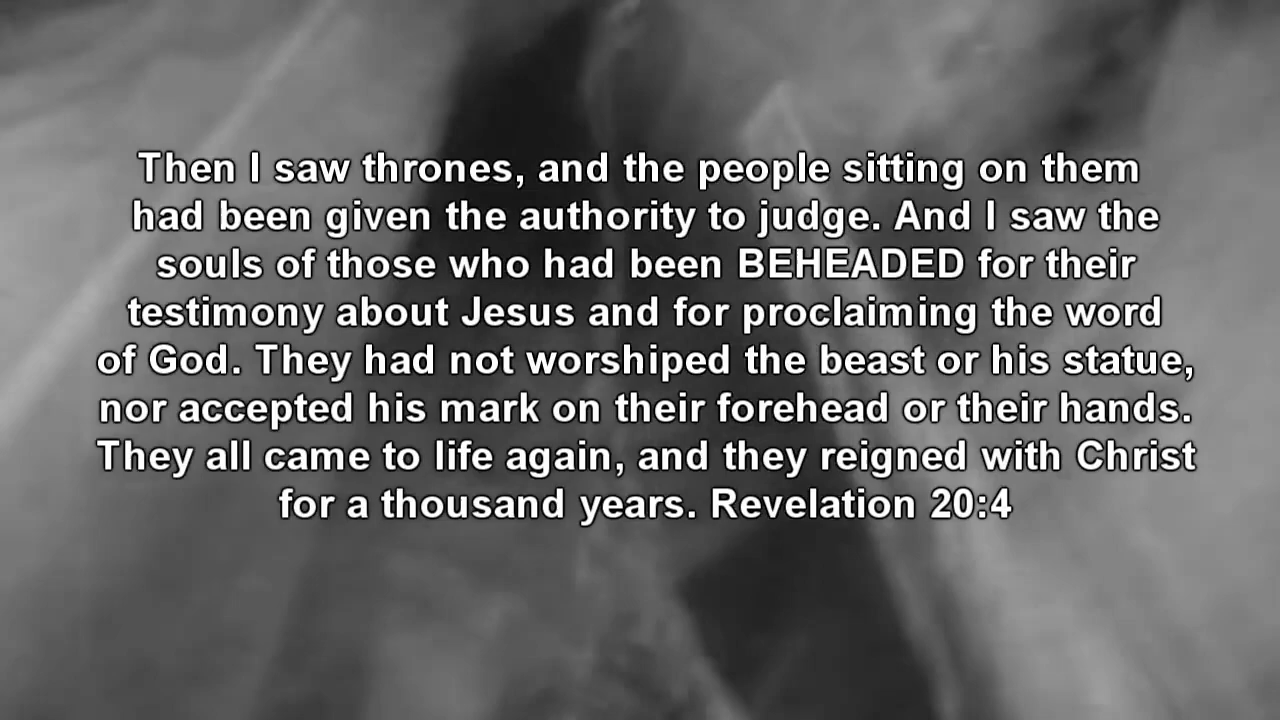 Then I saw thrones, and the people sitting on them
had been given the authority to judge. And I saw the
souls of those who had been BEHEADED for their
testimony about Jesus and for proclaiming the word
of God. They had not worshiped the beast or his statue,
nor accepted his mark on their forehead or their hands.
They all came to life again, and they reigned with Christ
for a thousand years. Revelation 20:4